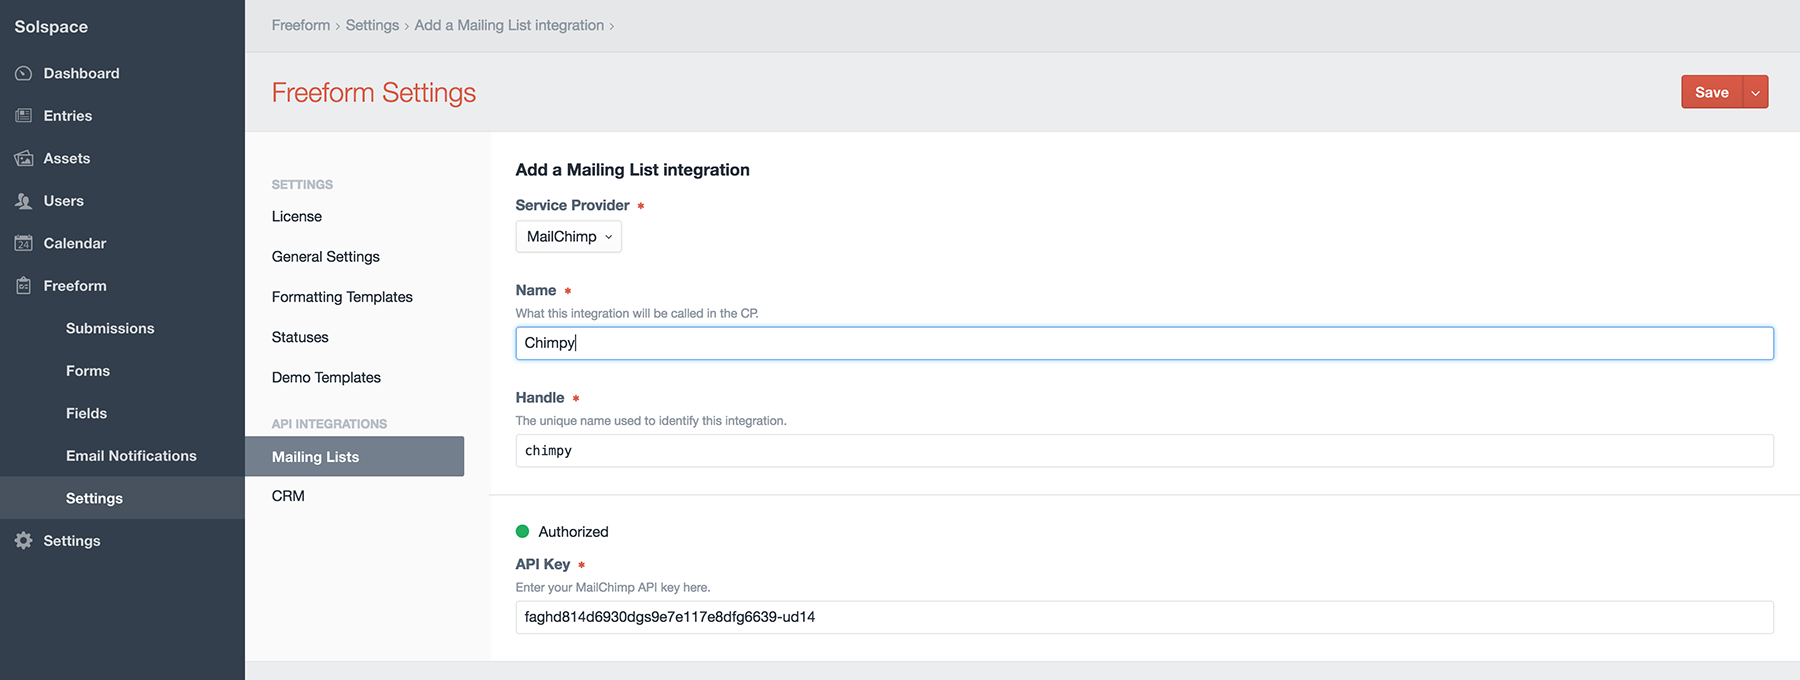 Solspace
Dashboard
Entries
Assets
Users
24 Calendar
Freeform
Submissions
Forms
Fields
Email Notifications
Settings
Settings
Freeform › Settings › Add a Mailing List integration ›
Freeform Settings
Save
SETTINGS
License
General Settings
Formatting Templates
Statuses
Demo Templates
API INTEGRATIONS
Mailing Lists
CRM
Add a Mailing List integration
Service Provider *
MailChimp
Name *
What this integration will be called in the CP.
Chimpy
Handle *
The unique name used to identify this integration.
chimpy
Authorized
API Key *
Enter your MailChimp API key here.
faghd814d6930dgs9e7e117e8dfg6639-ud14